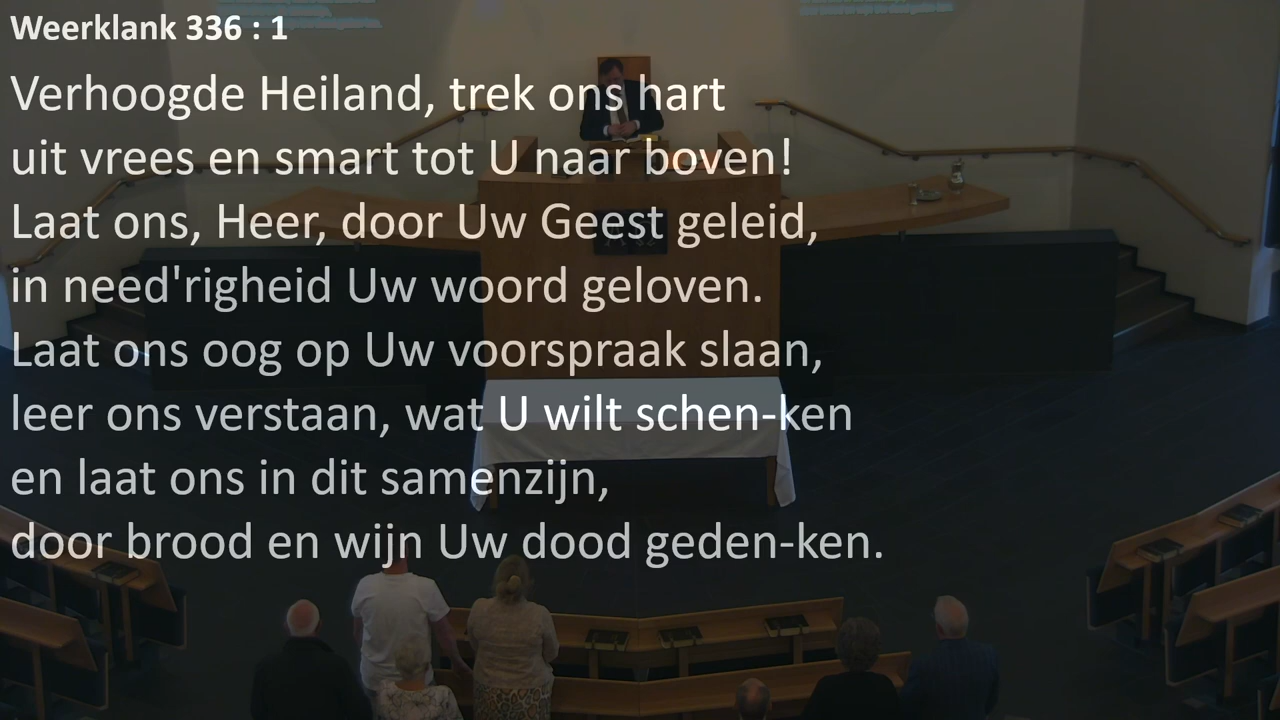 Weerklank 336 : 1
Verhoogde Heiland, trek ons hart
uit vrees en smart tot U naar boven!
Laat ons, Heer, door Uw Geest geleid,
in need'righeid Uw woord geloven.
Laat ons oog op Uw voorspraak slaan,
leer ons verstaan, wat U wilt schen-ken
en laat ons in dit samenzijn,
door brood en wijn Uw dood geden-ken.